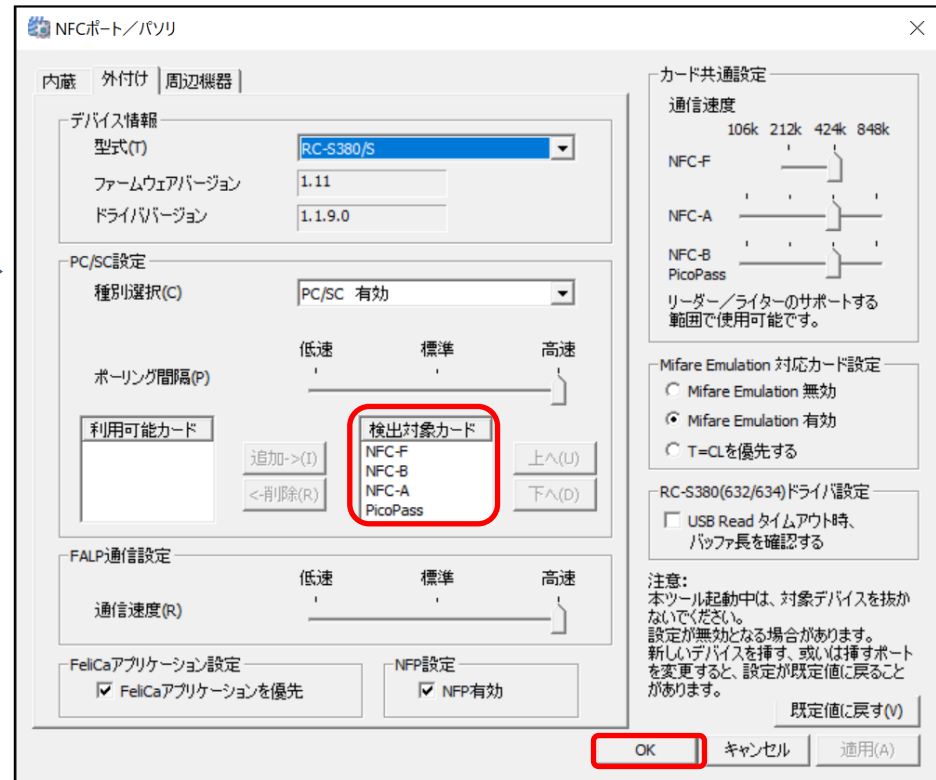 NFCポート／パソリ
内蔵 外付け 周辺機器
デバイス情報
型式(T) RC-S380/S
ファームウェアバージョン 1.11
ドライババージョン 1.1.9.0
PC/SC設定
種別選択(C) PC/SC 有効
低速 標準 高速
ポーリング間隔(P)
利用可能カード
追加->(I)
<-削除(R)
検出対象カード
NFC-F
NFC-B
NFC-A
PicoPass
上へ(U)
下へ(D)
FALP通信設定
低速 標準 高速
通信速度(R)
FeliCaアプリケーション設定
FeliCaアプリケーションを優先
NFP設定
NFP有効
カード共通設定
通信速度
106k 212k 424k 848k
NFC-F
NFC-A
NFC-B
PicoPass
リーダー／ライターのサポートする
範囲で使用可能です。
Mifare Emulation 対応カード設定
Mifare Emulation 無効
Mifare Emulation 有効
T=CLを優先する
RC-S380(632/634)ドライバ設定
USB Read タイムアウト時、
バッファ長を確認する
注意:
本ツール起動中は、対象デバイスを抜か
ないでください。
設定が無効となる場合があります。
新しいデバイスを挿す、或いは挿すポート
を変更すると、設定が既定値に戻ること
があります。
既定値に戻す(V)
OK キャンセル 適用(A)